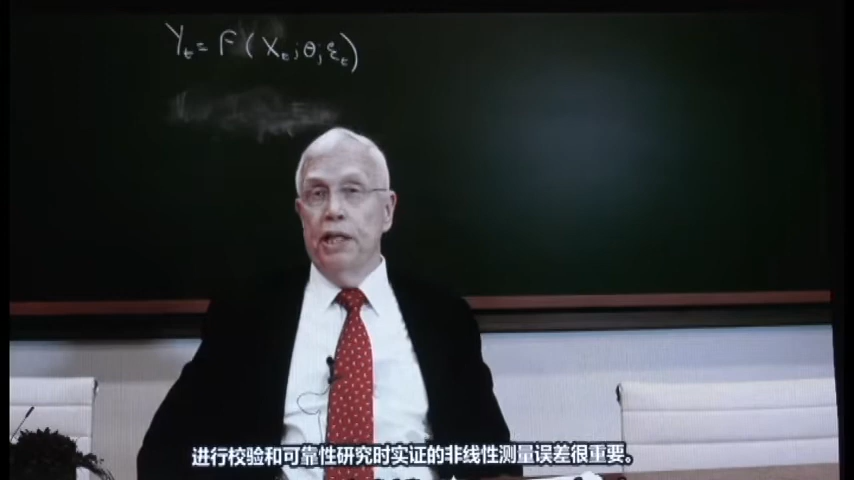 Yₜ = F(Xₜ; θ; ξₜ)
进行校验和可靠性研究时实证的非线性测量误差很重要。